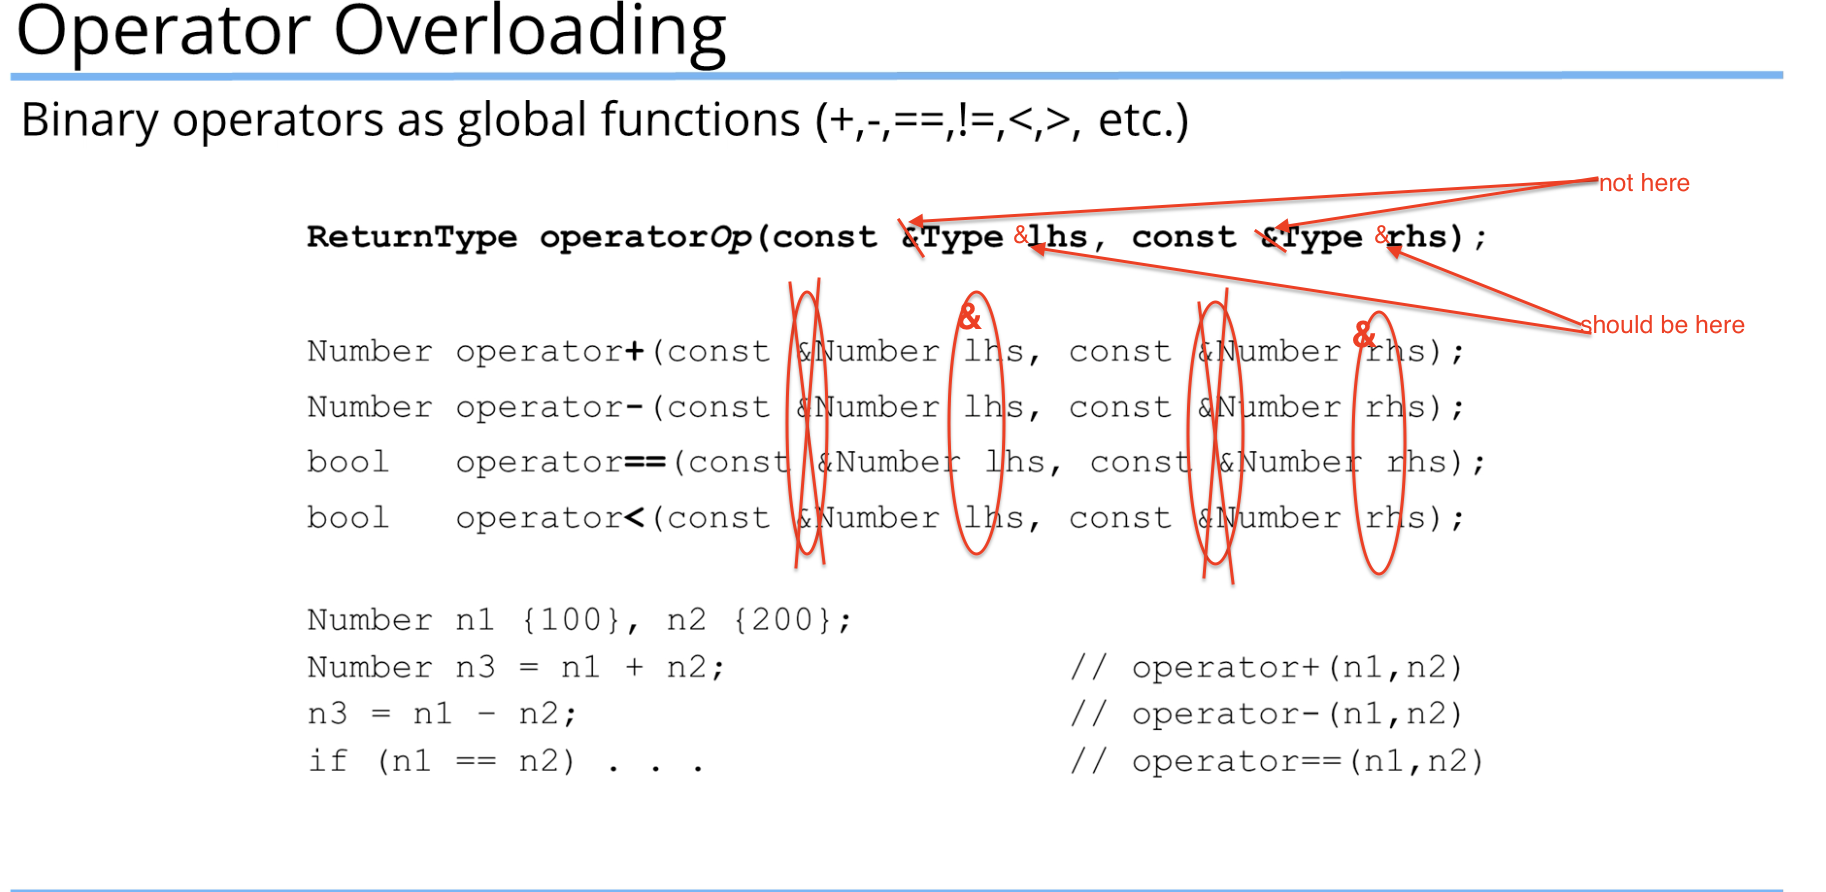 Operator Overloading
Binary operators as global functions (+,-,==,!=,<,>, etc.)
not here
ReturnType operatorOp(const &Type &lhs, const &Type &rhs);
& &
should be here
Number operator+(const &Number lhs, const &Number rhs);
Number operator-(const &Number lhs, const &Number rhs);
bool operator==(const &Number lhs, const &Number rhs);
bool operator<(const &Number lhs, const &Number rhs);
Number n1 {100}, n2 {200};
Number n3 = n1 + n2; // operator+(n1,n2)
n3 = n1 – n2; // operator-(n1,n2)
if (n1 == n2) . . . // operator==(n1,n2)